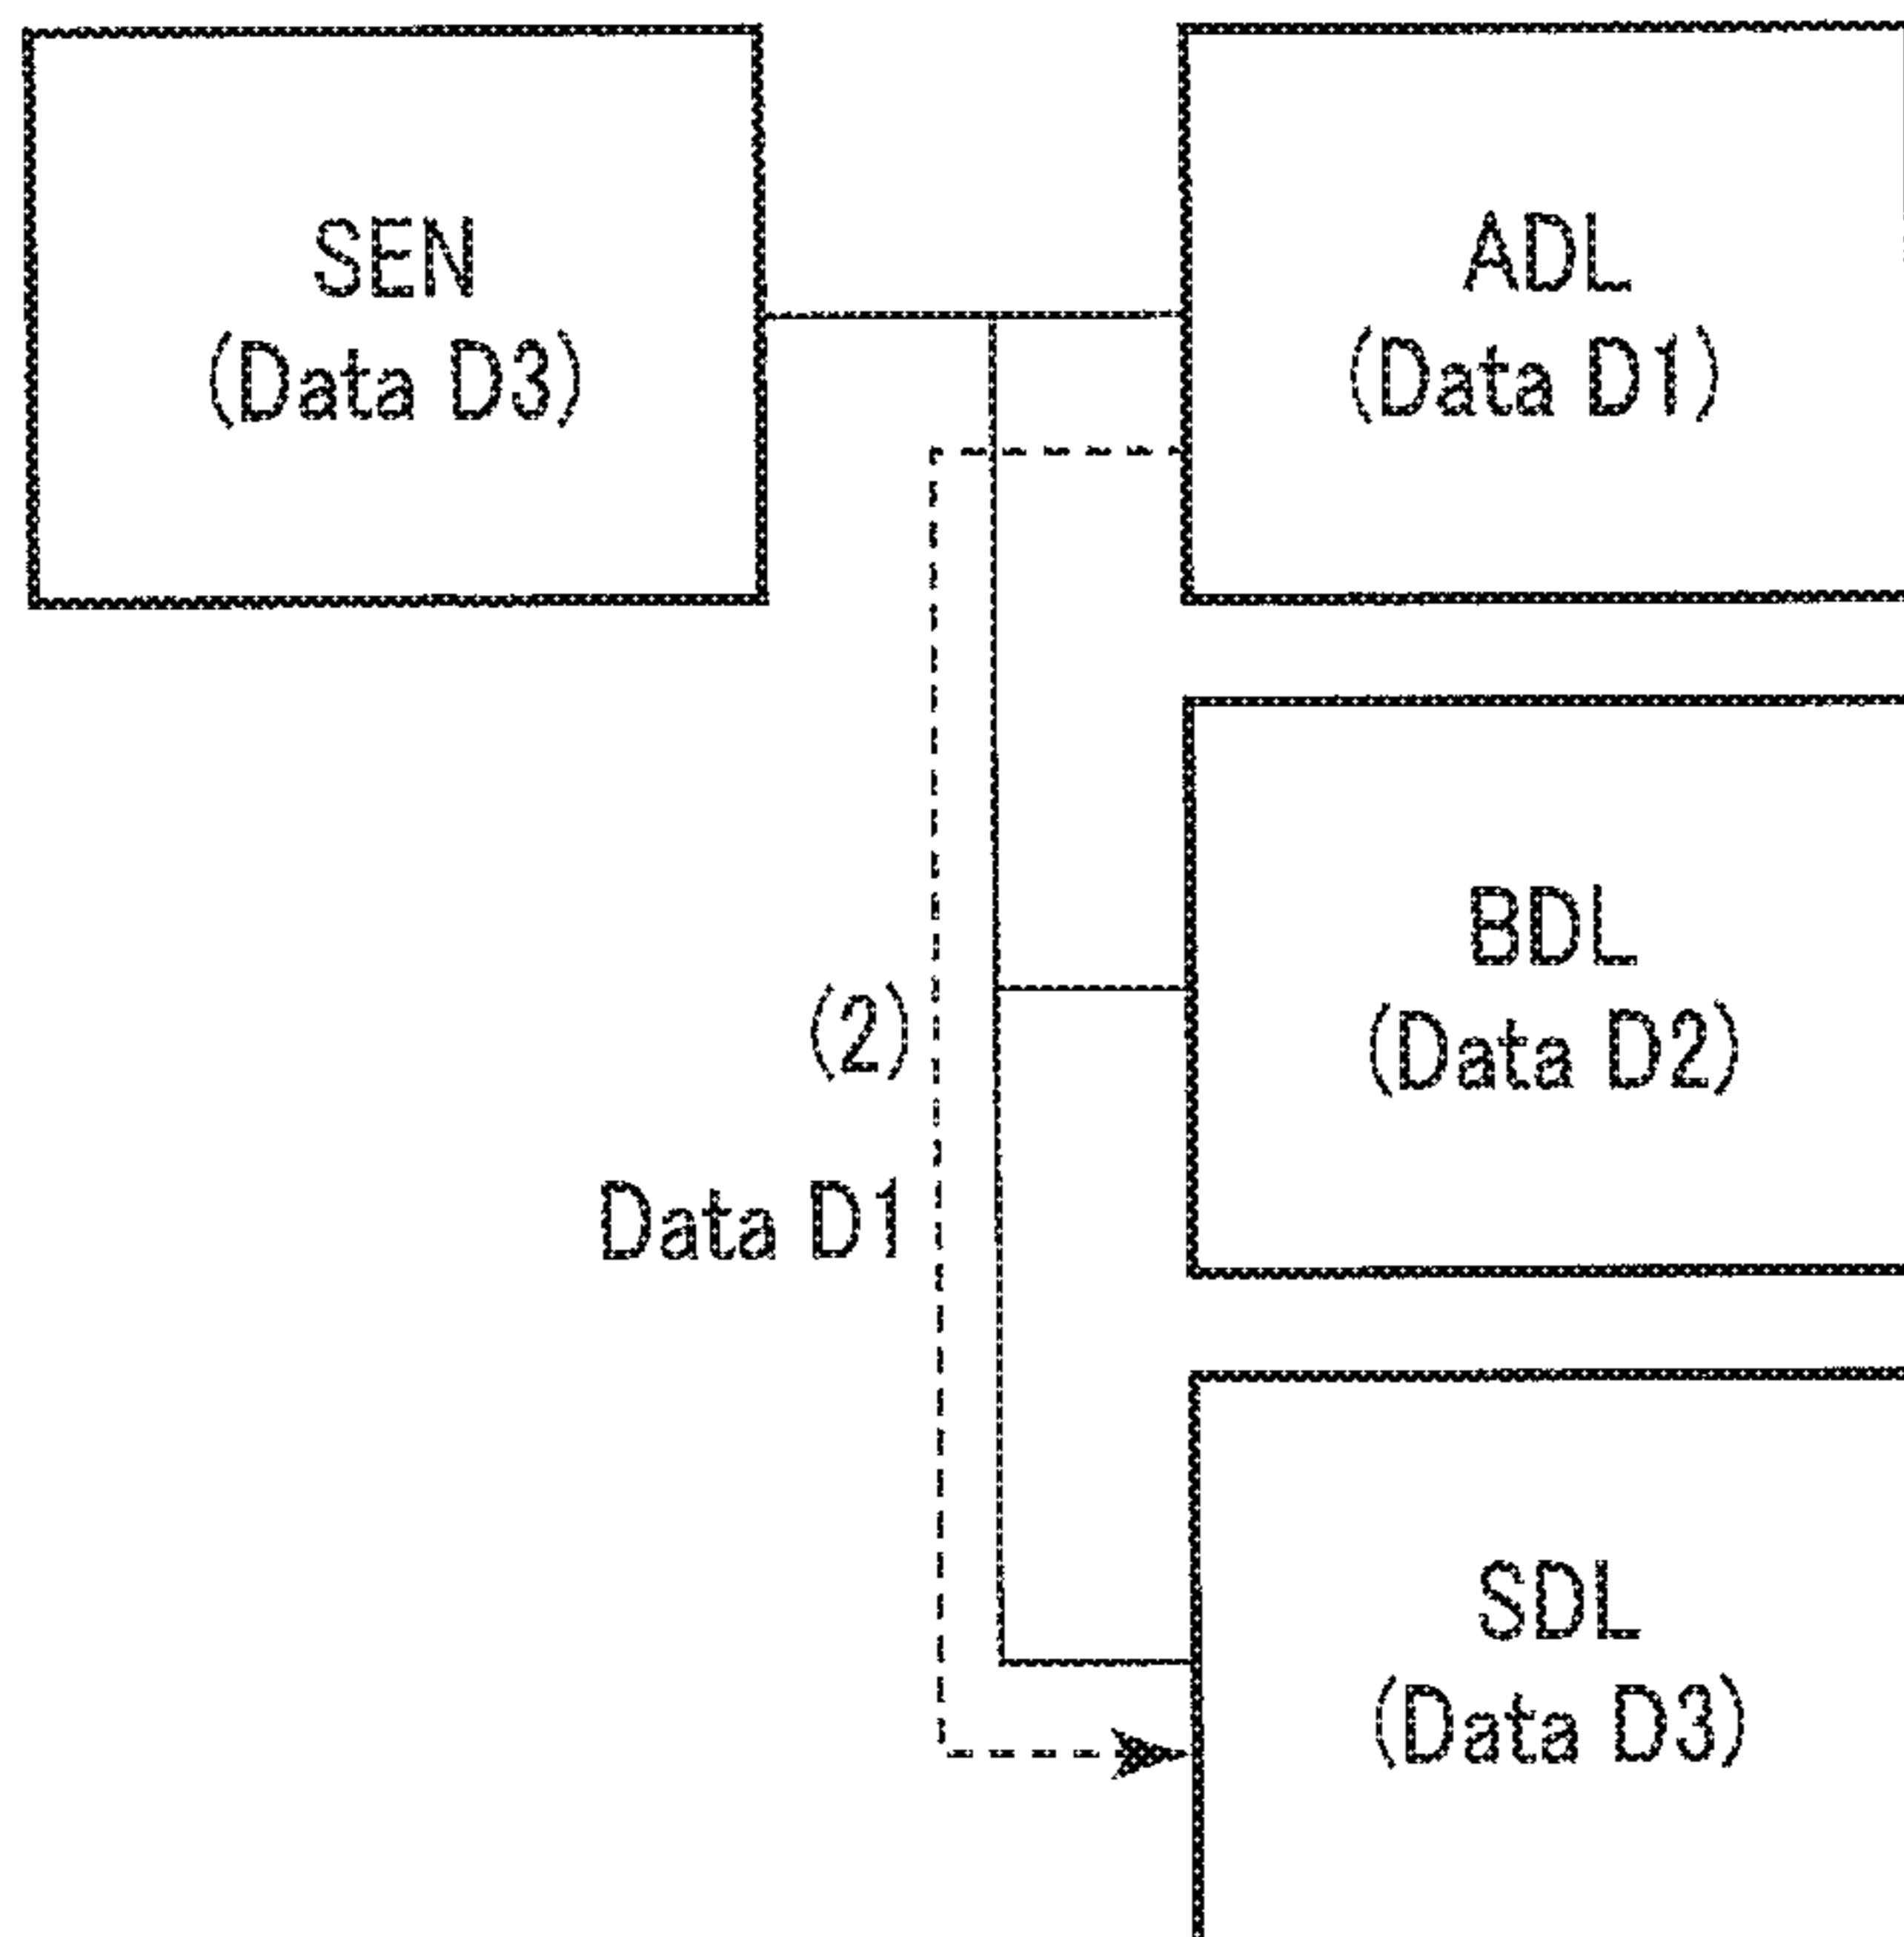 SEN
(Data D3)
ADL
(Data D1)
BDL
(Data D2)
(2)
Data D1
SDL
(Data D3)